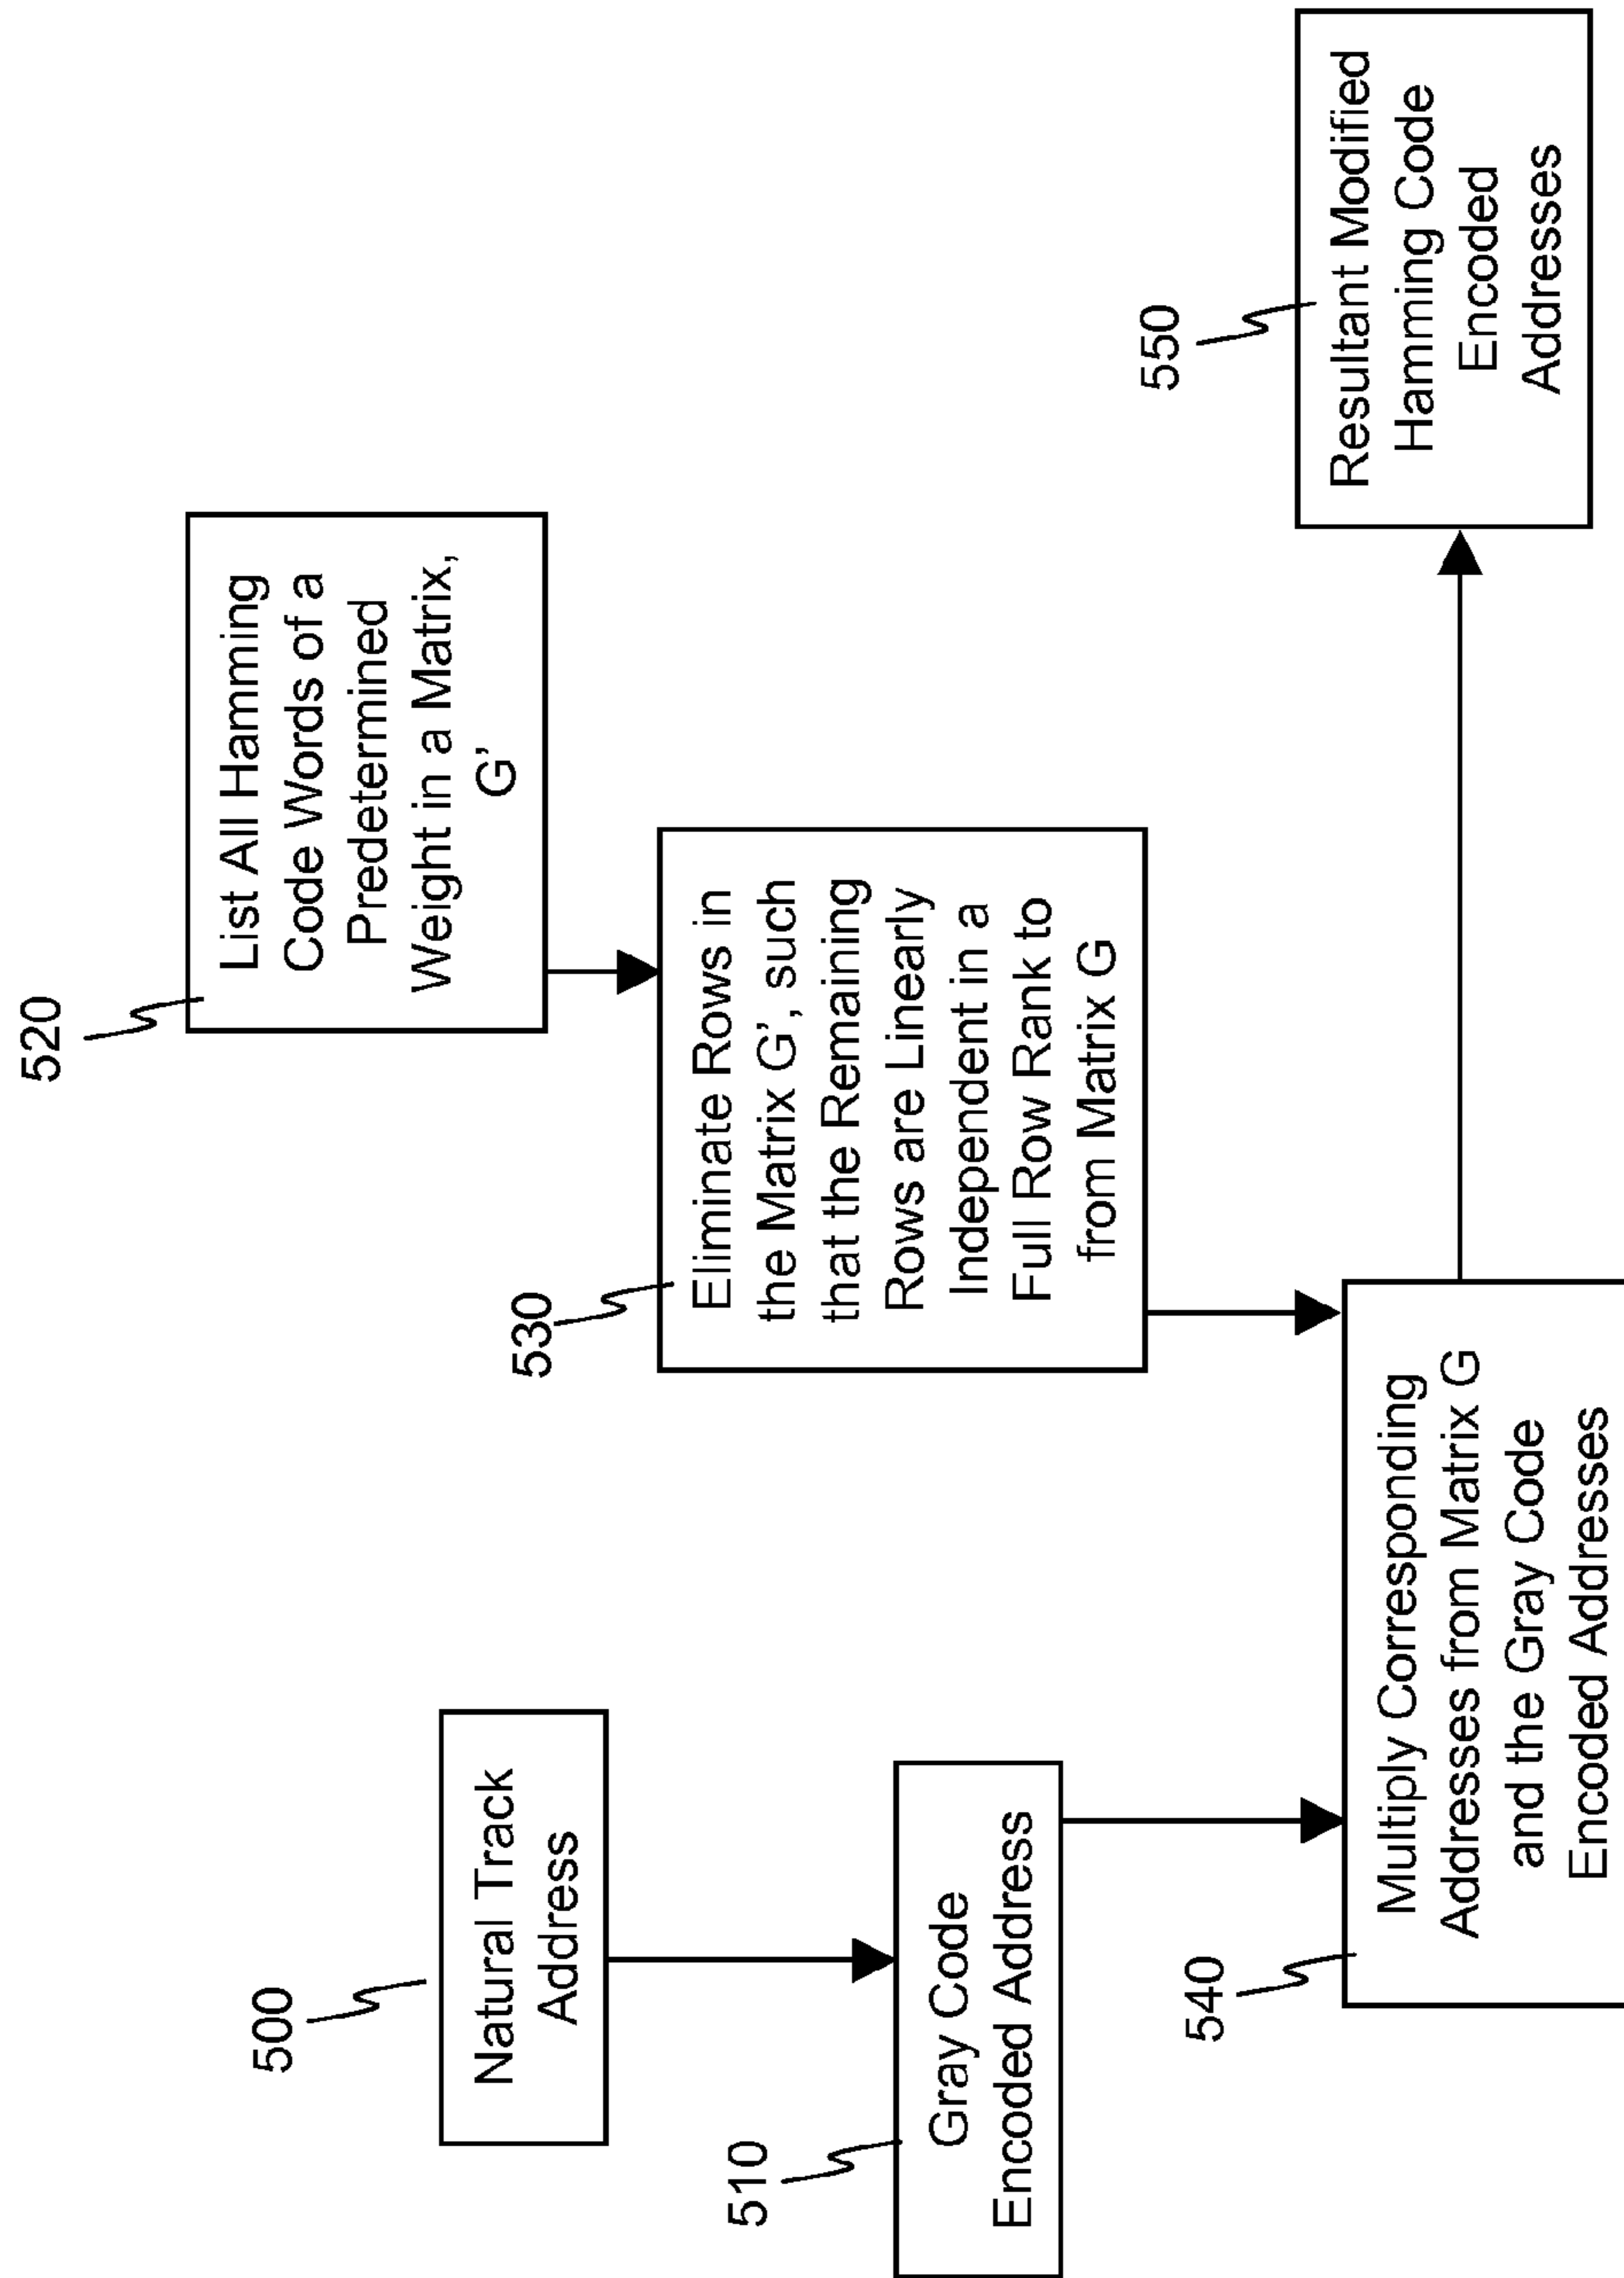 500
Natural Track
Address
510
Gray Code
Encoded Address
520
List All Hamming
Code Words of a
Predetermined
Weight in a Matrix,
G’
530
Eliminate Rows in
the Matrix G’, such
that the Remaining
Rows are Linearly
Independent in a
Full Row Rank to
from Matrix G
540
Multiply Corresponding
Addresses from Matrix G
and the Gray Code
Encoded Addresses
550
Resultant Modified
Hamming Code
Encoded
Addresses